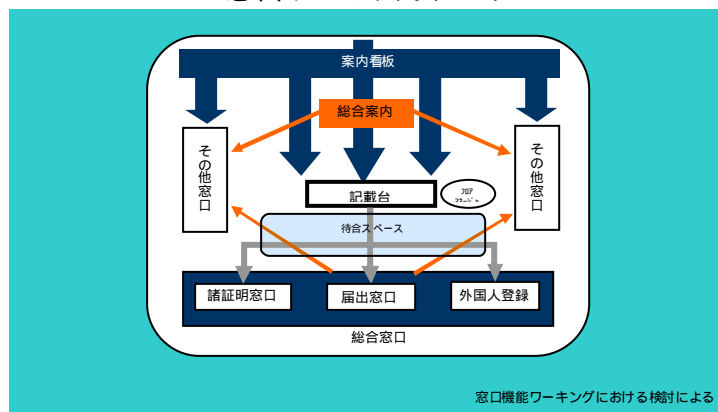 案内看板
総合案内
その他窓口
その他窓口
記載台
ﾌﾛｱ
待合スペース
諸証明窓口
届出窓口
外国人登録
総合窓口
窓口機能ワーキングにおける検討による